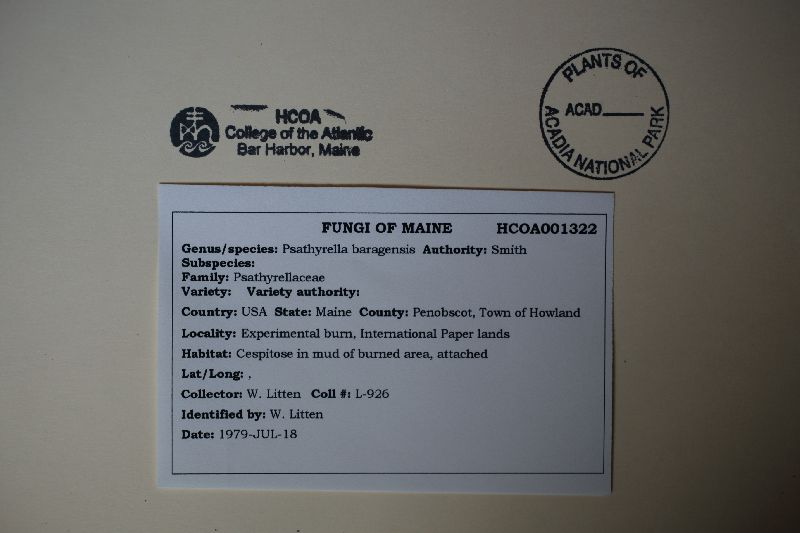 HCOA
College of the Atlantic
Bar Harbor, Maine
PLANTS OF
ACAD
ACADIA NATIONAL PARK
FUNGI OF MAINE HCOA001322
Genus/species: Psathyrella baragensis Authority: Smith
Subspecies:
Family: Psathyrellaceae
Variety: Variety authority:
Country: USA State: Maine County: Penobscot, Town of Howland
Locality: Experimental burn, International Paper lands
Habitat: Cespitose in mud of burned area, attached
Lat/Long: ,
Collector: W. Litten Coll #: L-926
Identified by: W. Litten
Date: 1979-JUL-18